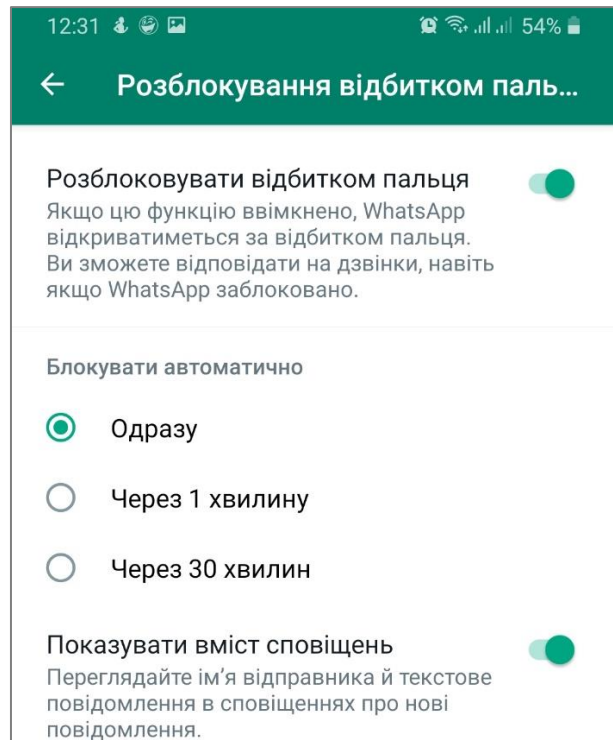 12:31 54%
Розблокування відбитком паль...
Розблоковувати відбитком пальця
Якщо цю функцію ввімкнено, WhatsApp
відкриватиметься за відбитком пальця.
Ви зможете відповідати на дзвінки, навіть
якщо WhatsApp заблоковано.
Блокувати автоматично
Одразу
Через 1 хвилину
Через 30 хвилин
Показувати вміст сповіщень
Переглядайте ім’я відправника й текстове
повідомлення в сповіщеннях про нові
повідомлення.